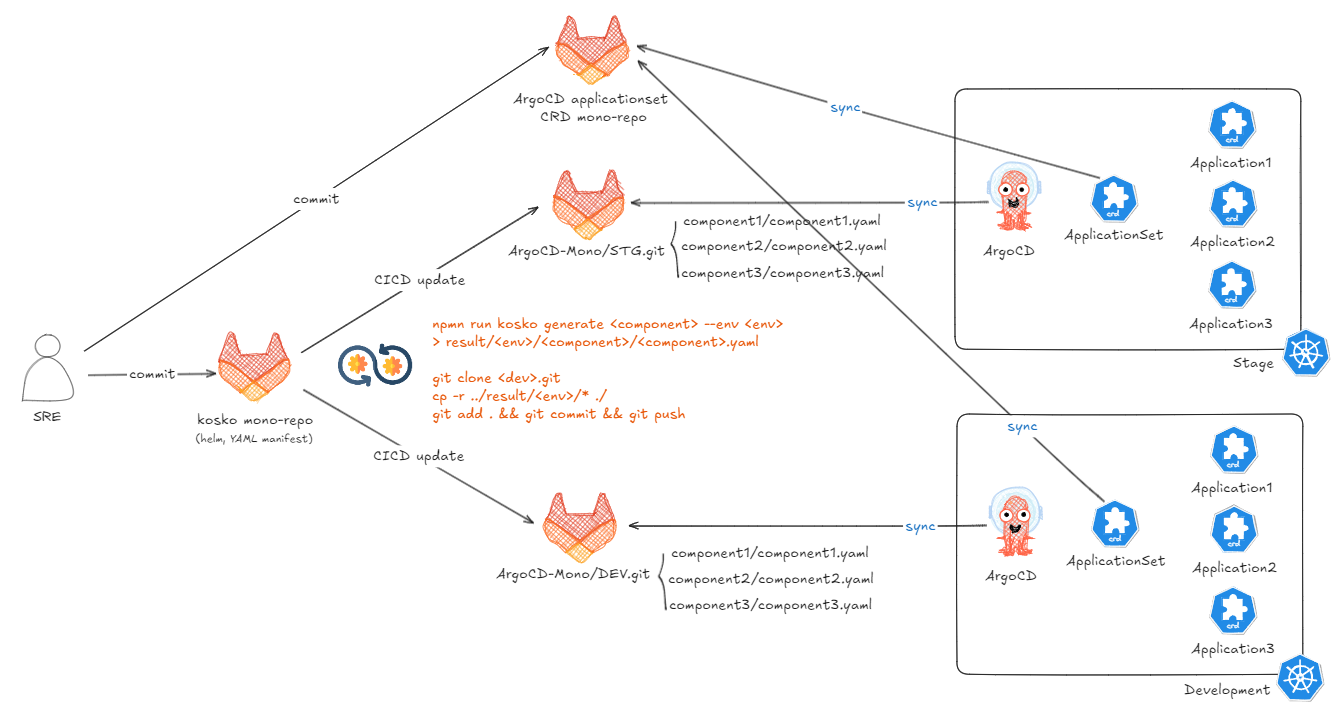 ArgoCD applicationset
CRD mono-repo
sync
commit
ArgoCD-Mono/STG.git
component1/component1.yaml
component2/component2.yaml
component3/component3.yaml
sync
ArgoCD
ApplicationSet
crd
Application1
crd
Application2
crd
Application3
Stage
CICD update
npmn run kosko generate <component> --env <env>
> result/<env>/<component>/<component>.yaml
git clone <dev>.git
cp -r ../result/<env>/* ./
git add . && git commit && git push
SRE
commit
kosko mono-repo
(helm, YAML manifest)
CICD update
sync
ArgoCD-Mono/DEV.git
component1/component1.yaml
component2/component2.yaml
component3/component3.yaml
sync
ArgoCD
crd
ApplicationSet
crd
Application1
crd
Application2
crd
Application3
Development